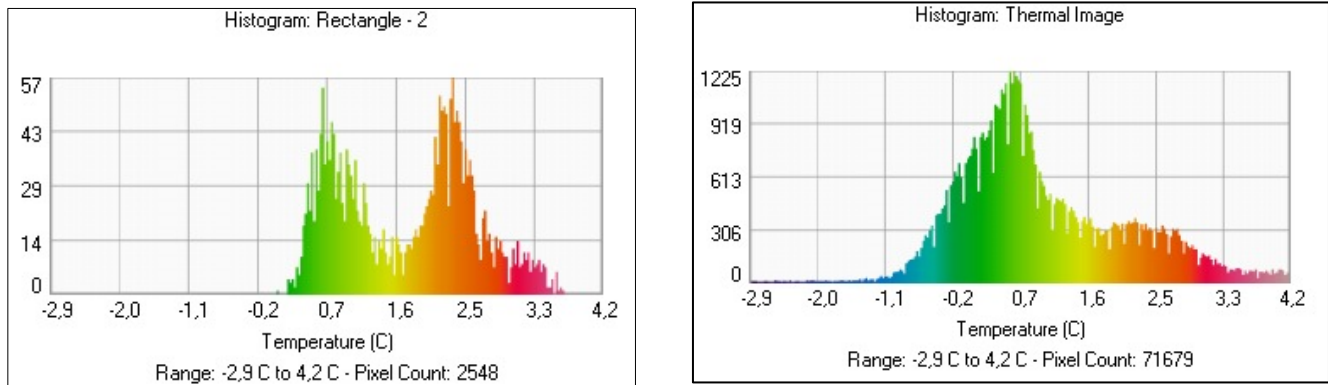 Histogram: Rectangle - 2
57
43
29
14
0
-2,9 -2,0 -1,1 -0,2 0,7 1,6 2,5 3,3 4,2
Temperature (C)
Range: -2,9 C to 4,2 C - Pixel Count: 2548
Histogram: Thermal Image
1225
919
613
306
0
-2,9 -2,0 -1,1 -0,2 0,7 1,6 2,5 3,3 4,2
Temperature (C)
Range: -2,9 C to 4,2 C - Pixel Count: 71679